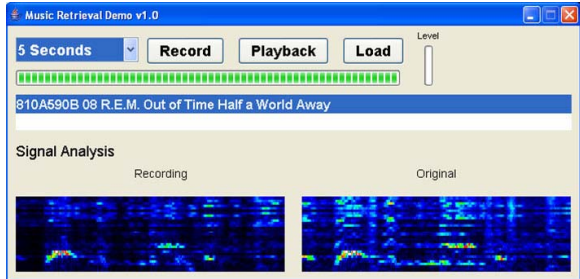 Music Retrieval Demo v1.0
Level
5 Seconds Record Playback Load
810A590B 08 R.E.M. Out of Time Half a World Away
Signal Analysis
Recording Original